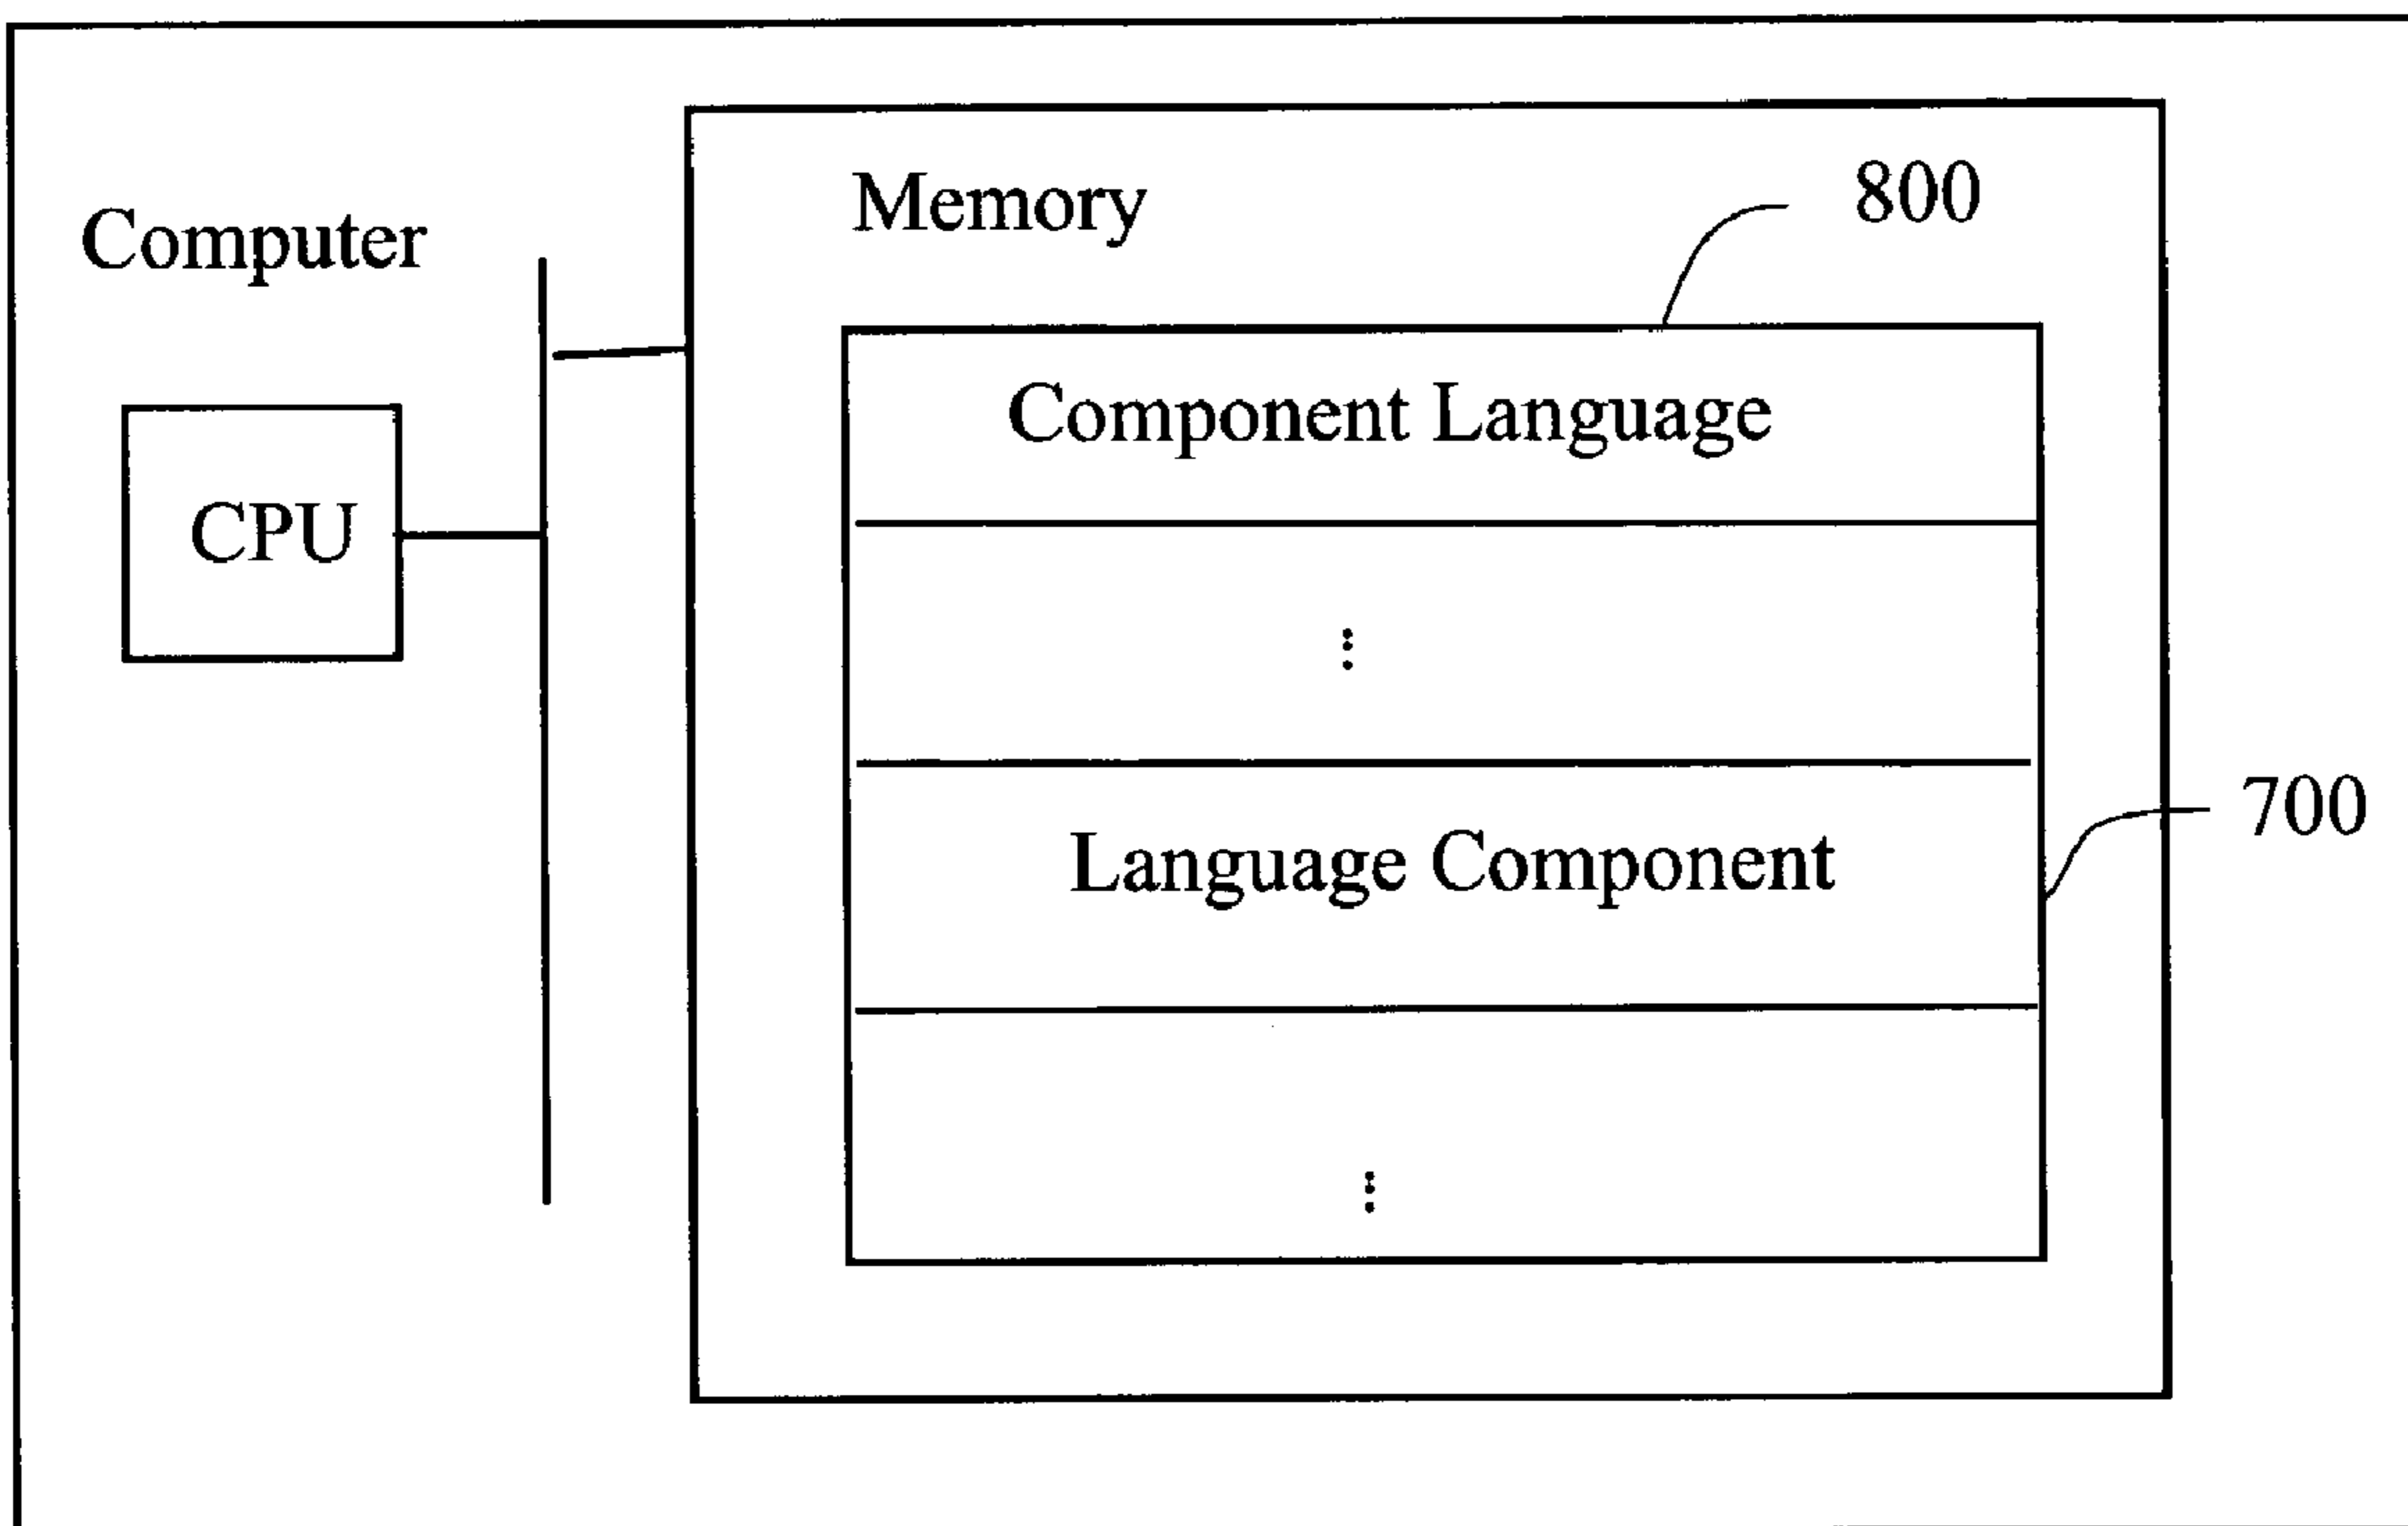 Computer
Memory
800
Component Language
CPU
⋮
700
Language Component
⋮